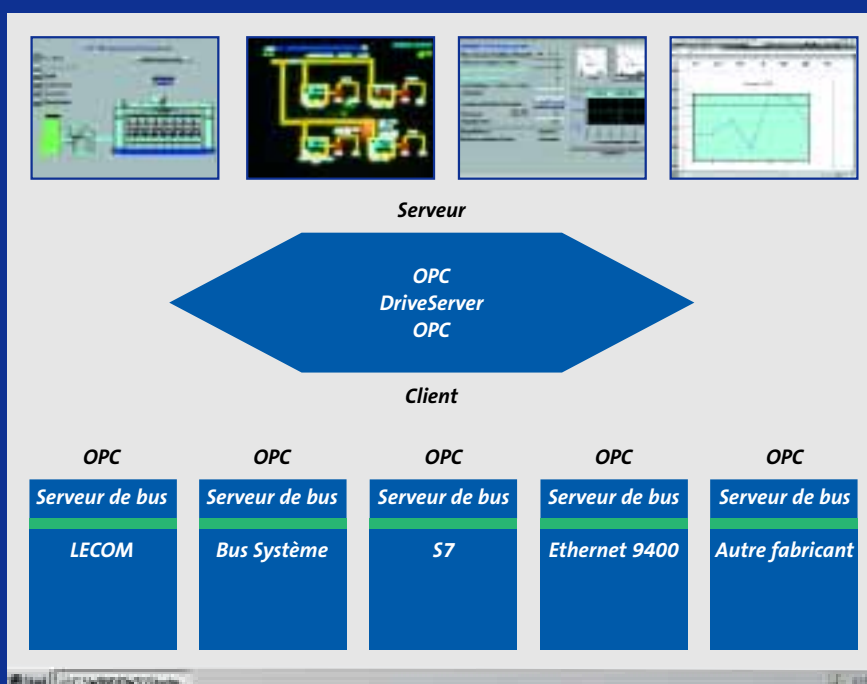 Serveur
OPC
DriveServer
OPC
Client
OPC OPC OPC OPC OPC
Serveur de bus Serveur de bus Serveur de bus Serveur de bus Serveur de bus
LECOM Bus Système S7 Ethernet 9400 Autre fabricant